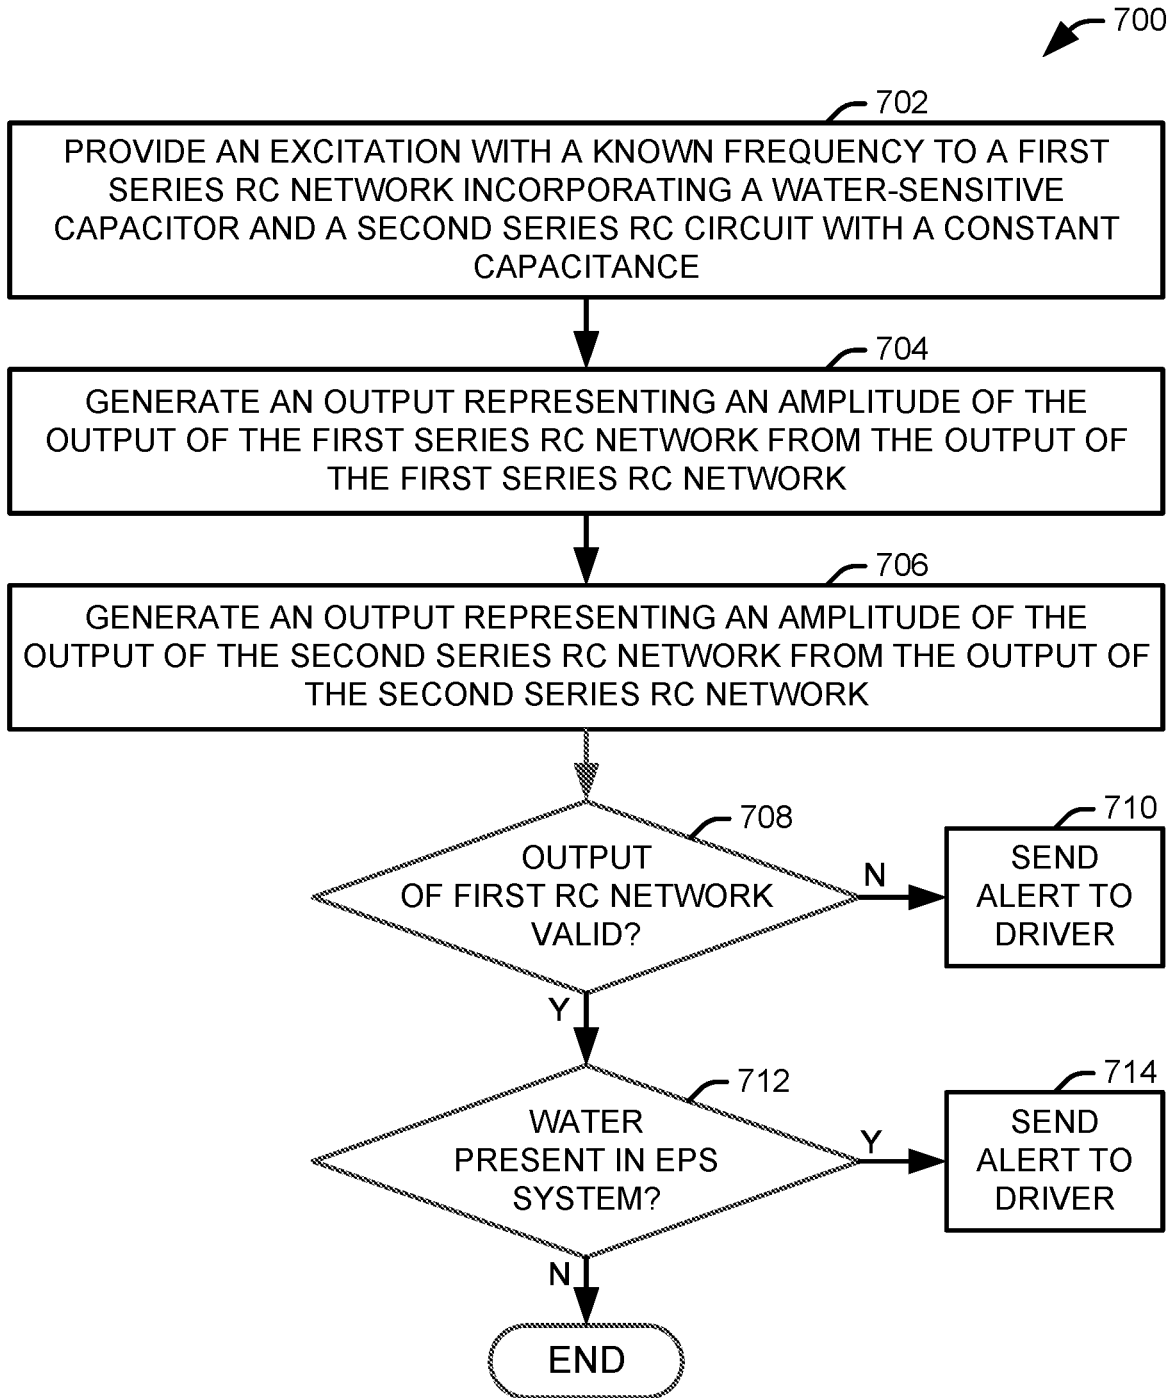 700
702
PROVIDE AN EXCITATION WITH A KNOWN FREQUENCY TO A FIRST
SERIES RC NETWORK INCORPORATING A WATER-SENSITIVE
CAPACITOR AND A SECOND SERIES RC CIRCUIT WITH A CONSTANT
CAPACITANCE
704
GENERATE AN OUTPUT REPRESENTING AN AMPLITUDE OF THE
OUTPUT OF THE FIRST SERIES RC NETWORK FROM THE OUTPUT OF
THE FIRST SERIES RC NETWORK
706
GENERATE AN OUTPUT REPRESENTING AN AMPLITUDE OF THE
OUTPUT OF THE SECOND SERIES RC NETWORK FROM THE OUTPUT OF
THE SECOND SERIES RC NETWORK
708
OUTPUT
OF FIRST RC NETWORK
VALID?
N
710
SEND
ALERT TO
DRIVER
Y
712
WATER
PRESENT IN EPS
SYSTEM?
Y
714
SEND
ALERT TO
DRIVER
N
END